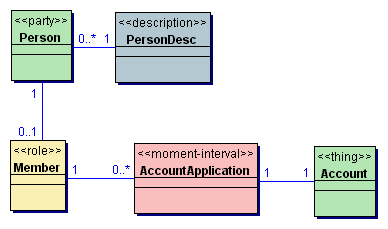 <<party>>
Person
0..* 1
<<description>>
PersonDesc
1
0..1
<<role>>
Member
1 0..*
<<moment-interval>>
AccountApplication
1 1
<<thing>>
Account